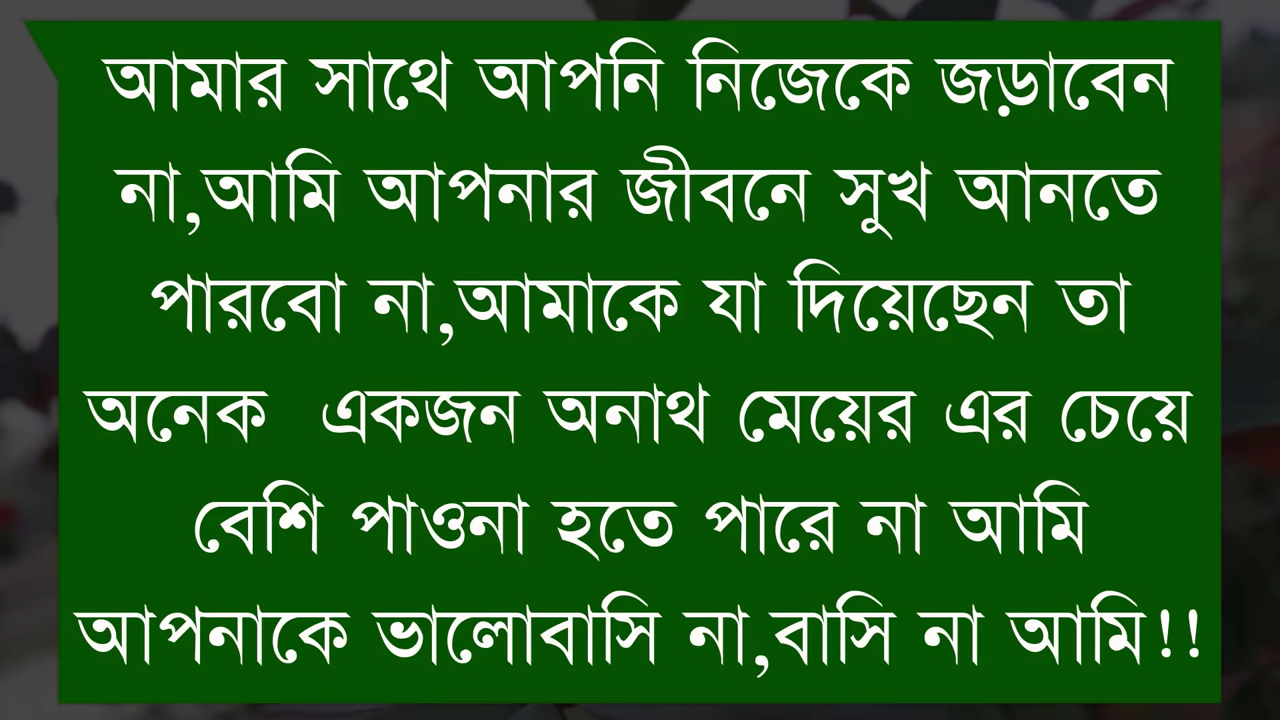 আমার সাথে আপনি নিজেকে জড়াবেন
না,আমি আপনার জীবনে সুখ আনতে
পারবো না,আমাকে যা দিয়েছেন তা
অনেক একজন অনাথ মেয়ের এর চেয়ে
বেশি পাওনা হতে পারে না আমি
আপনাকে ভালোবাসি না,বাসি না আমি!!